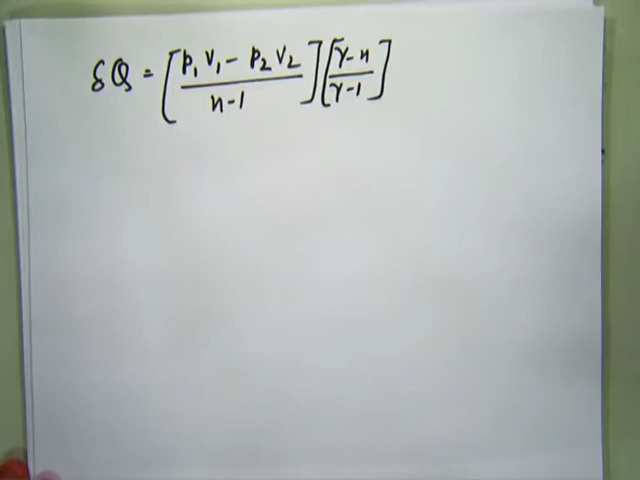 δQ = [ (P₁V₁ − P₂V₂) / (n−1) ] [ (γ−n) / (γ−1) ]